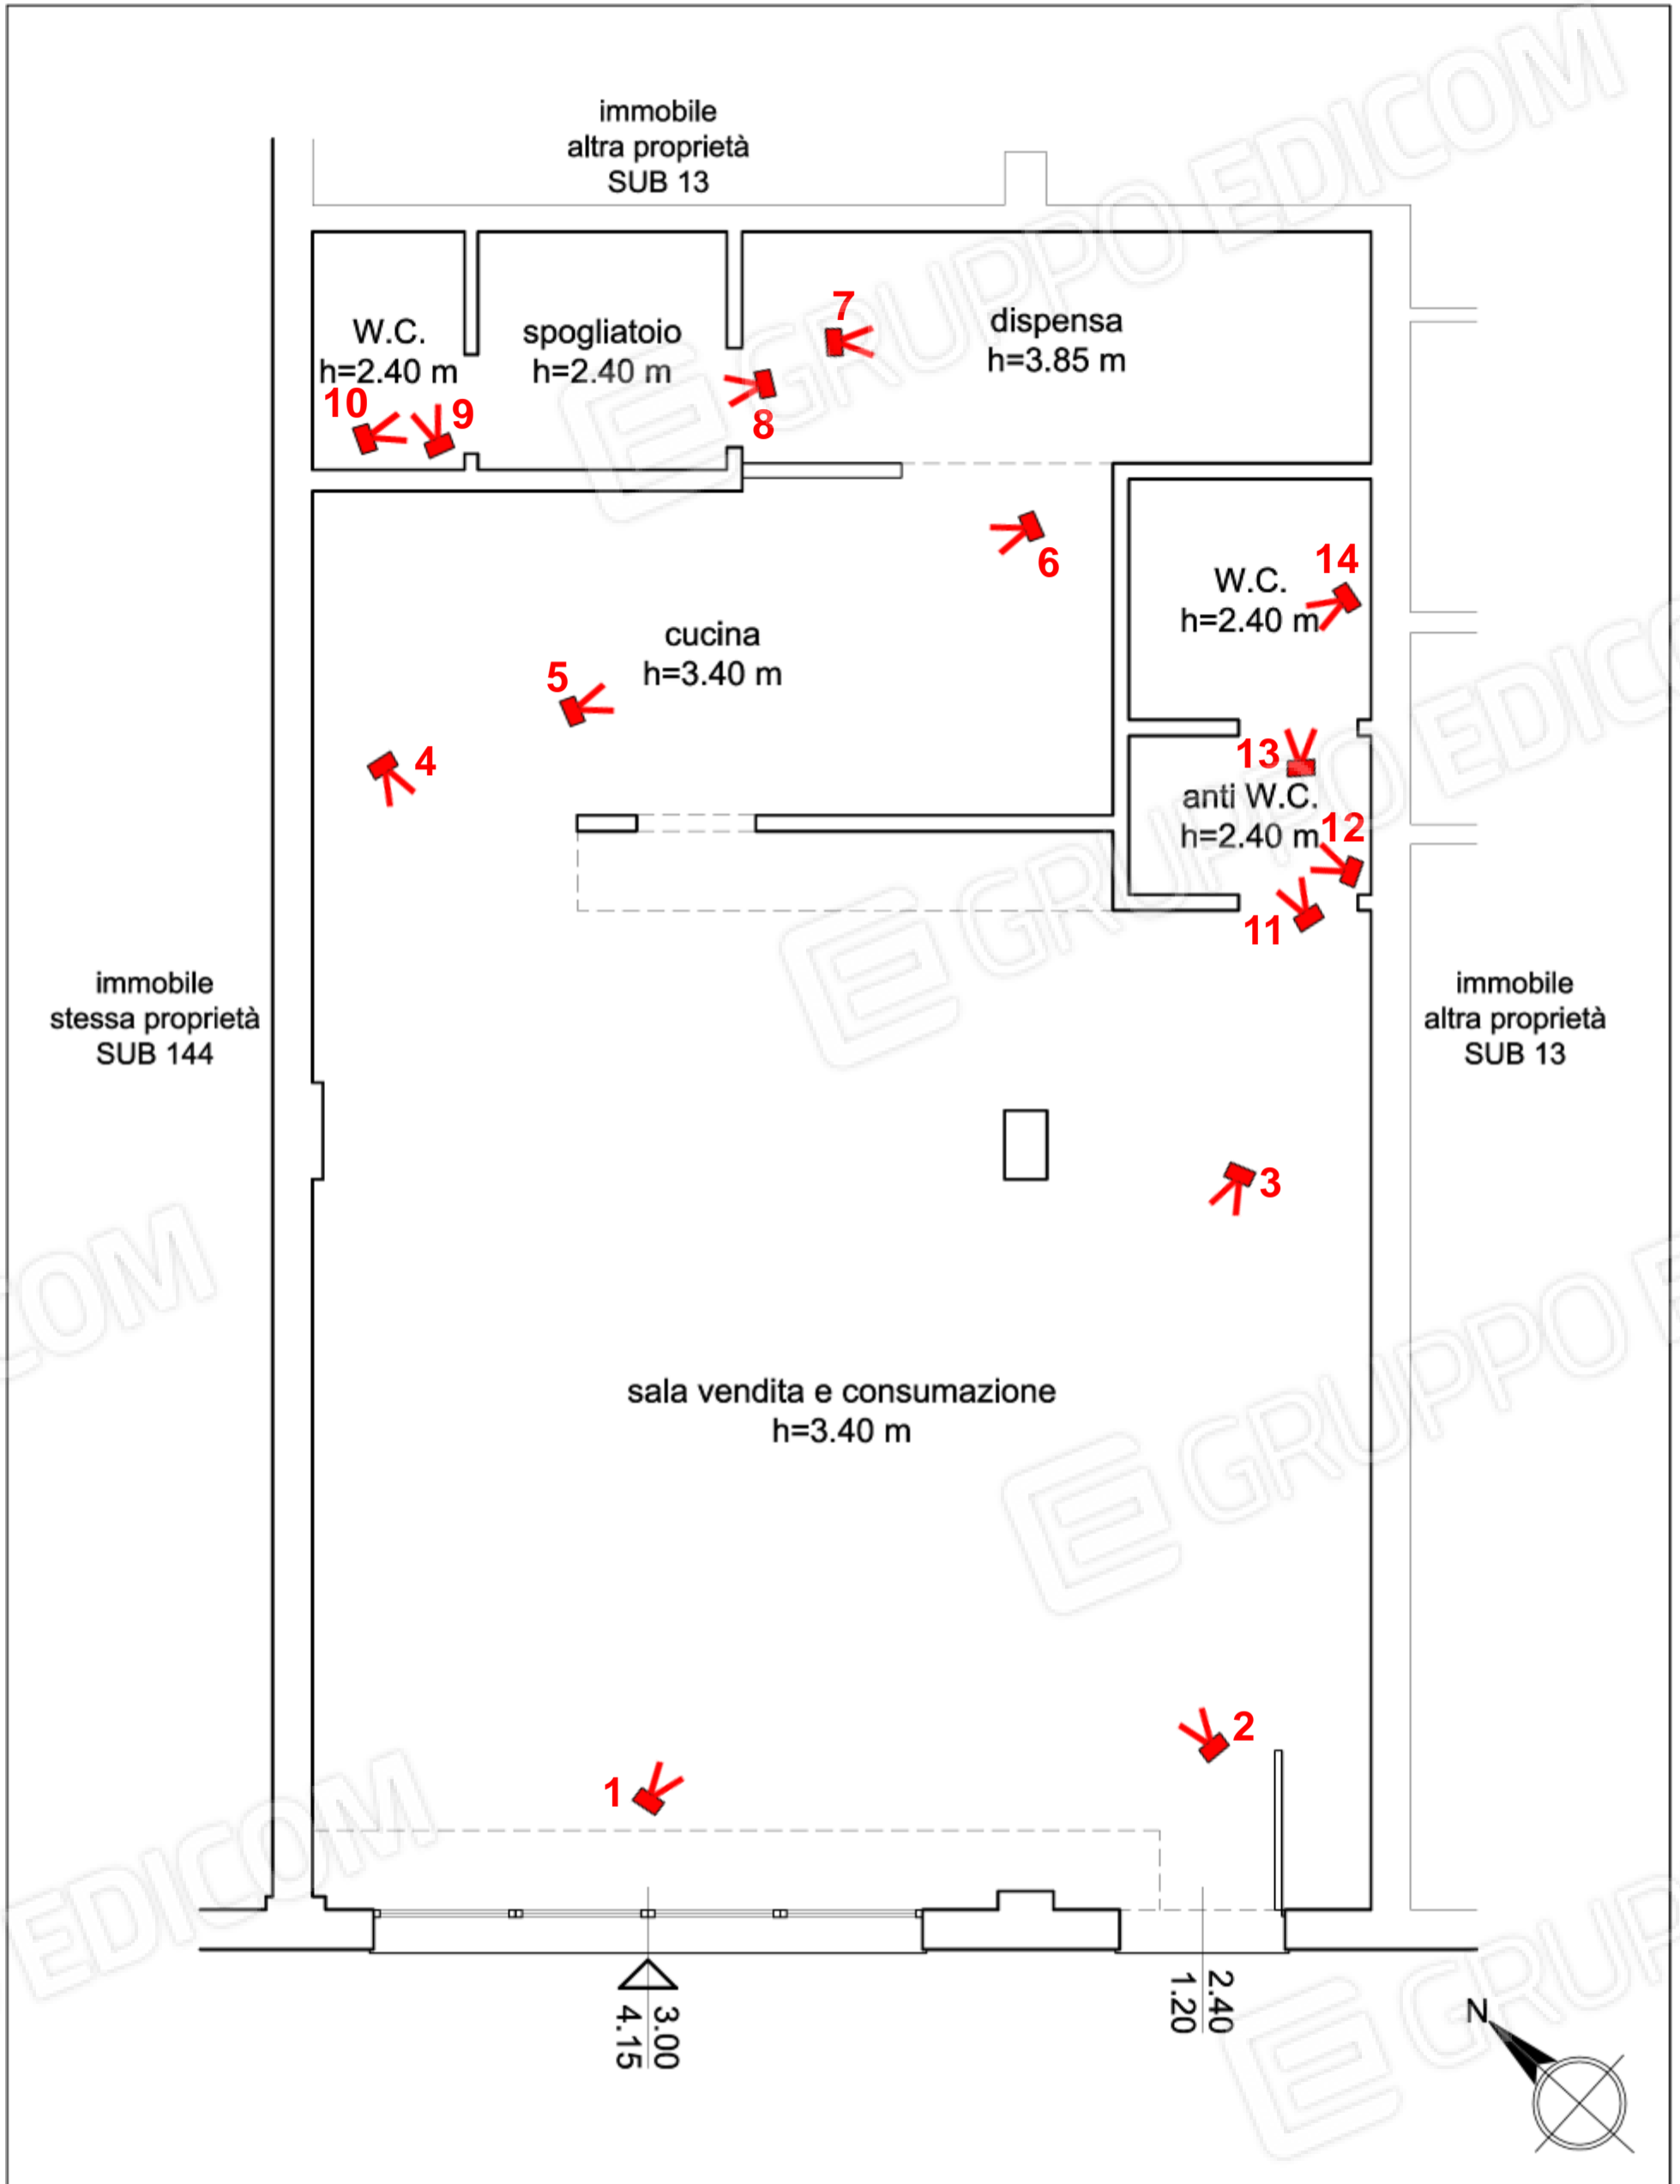 immobile
altra proprietà
SUB 13
7
W.C.
h=2.40 m
spogliatoio
h=2.40 m
dispensa
h=3.85 m
10
9
8
6
14
W.C.
h=2.40 m
cucina
h=3.40 m
5
4
13
anti W.C.
h=2.40 m
12
11
immobile
stessa proprietà
SUB 144
immobile
altra proprietà
SUB 13
3
sala vendita e consumazione
h=3.40 m
2
1
3.00
4.15
2.40
1.20
N
GRUPPO EDICOM
GRUPPO EDICOM
COM
GRUPPO E
EDICOM
GRUP